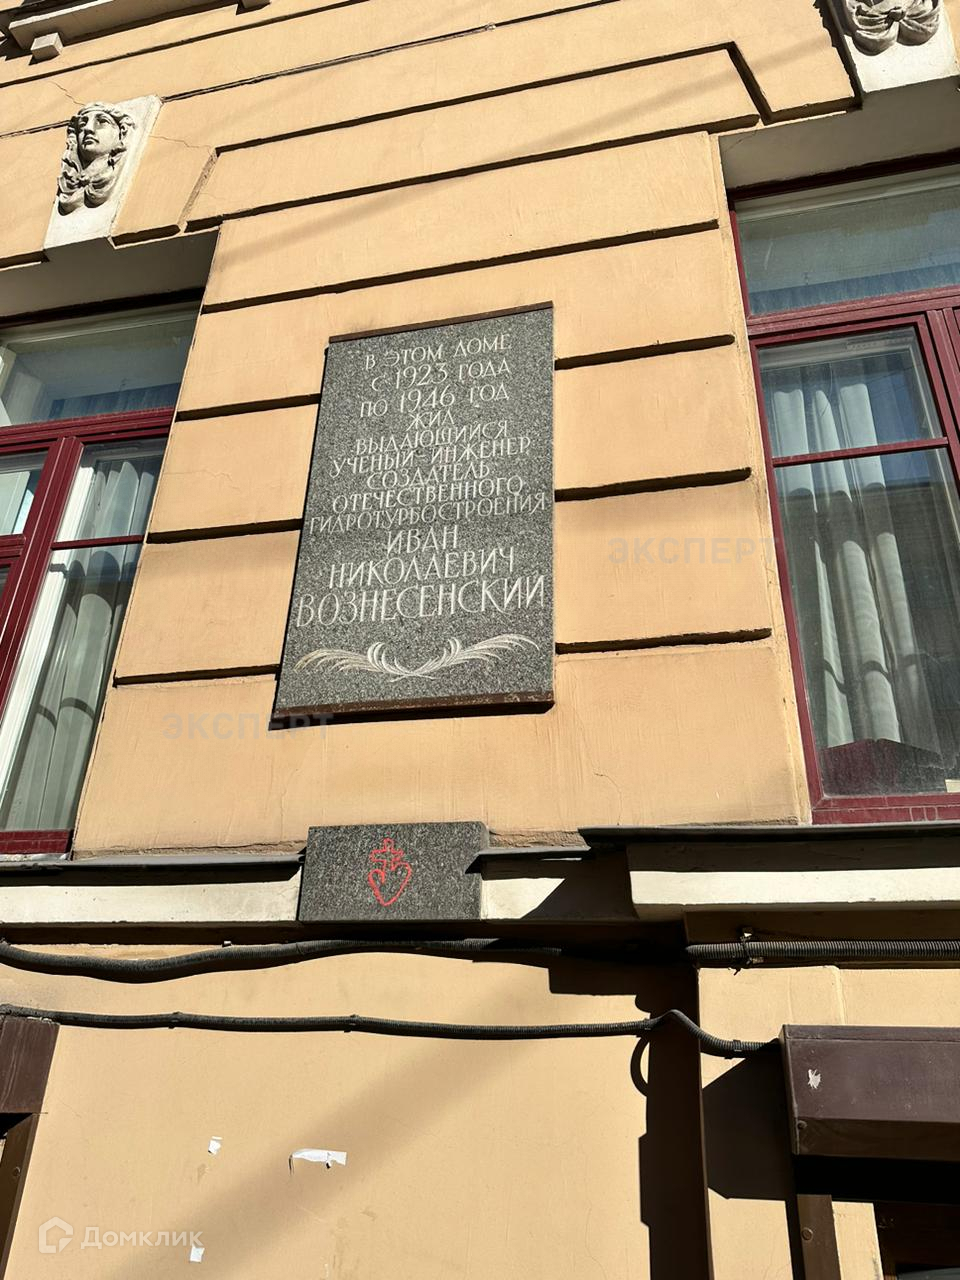 В ЭТОМ ДОМЕ
С 1923 ГОДА
ПО 1946 ГОД
ЖИЛ
ВЫДАЮЩИЙСЯ
УЧЕНЫЙ-ИНЖЕНЕР,
СОЗДАТЕЛЬ
ОТЕЧЕСТВЕННОГО
ГИДРОТУРБОСТРОЕНИЯ
ИВАН
НИКОЛАЕВИЧ
ВОЗНЕСЕНСКИЙ
ЭКСПЕРТ
ЭКСПЕРТ
Домклик